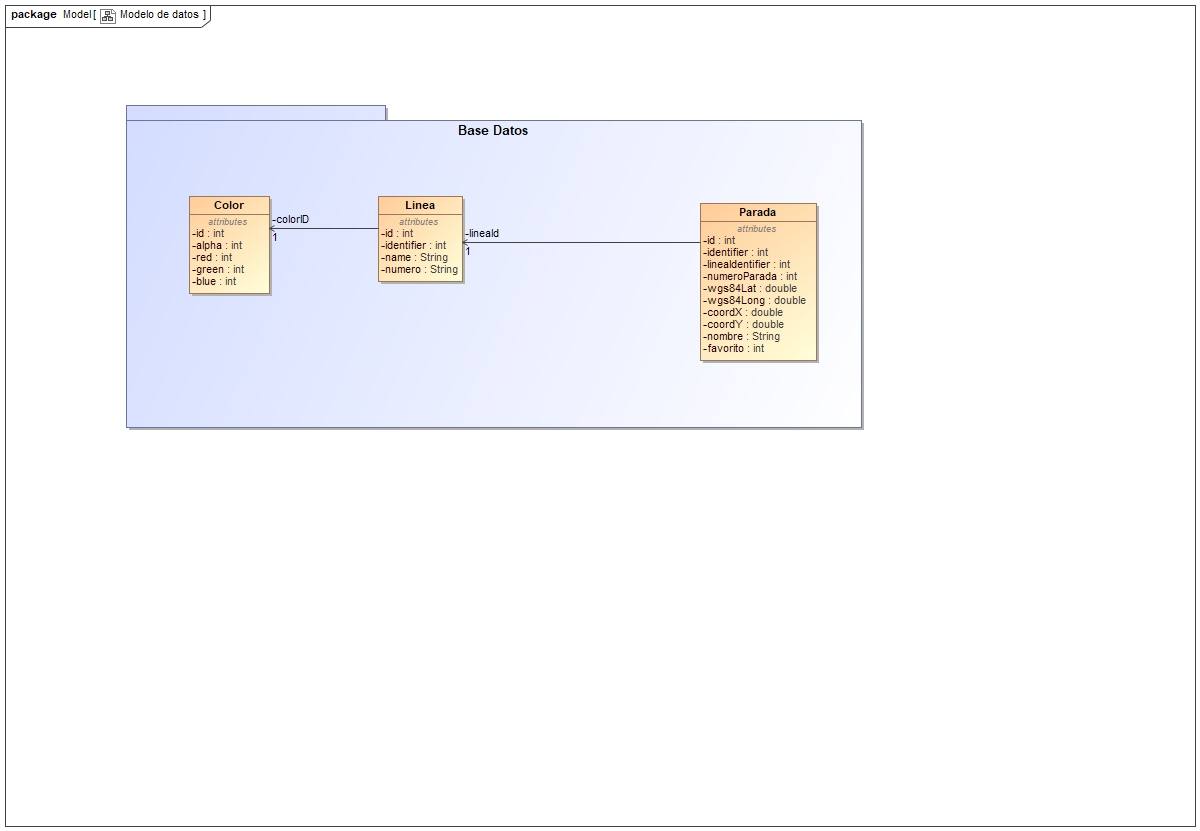 package Model[ Modelo de datos ]
Base Datos
Color
attributes
-id : int
-alpha : int
-red : int
-green : int
-blue : int
-colorID
1
Linea
attributes
-id : int
-identifier : int
-name : String
-numero : String
-lineaId
1
Parada
attributes
-id : int
-identifier : int
-lineaIdentifier : int
-numeroParada : int
-wgs84Lat : double
-wgs84Long : double
-coordX : double
-coordY : double
-nombre : String
-favorito : int